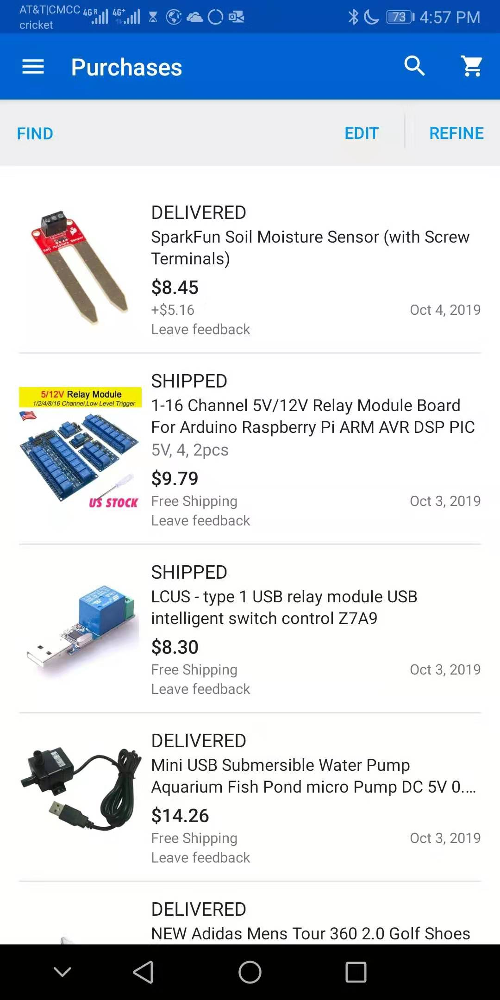 AT&T|CMCC 4G R 4G+ 73 4:57 PM
cricket
Purchases
FIND EDIT REFINE
DELIVERED
SparkFun Soil Moisture Sensor (with Screw
Terminals)
$8.45
+$5.16 Oct 4, 2019
Leave feedback
Soil Moisture Sensor
SHIPPED
5/12V Relay Module
1/2/4/8/16 Channel,Low Level Trigger
1-16 Channel 5V/12V Relay Module Board
For Arduino Raspberry Pi ARM AVR DSP PIC
5V, 4, 2pcs
$9.79
US STOCK
Free Shipping Oct 3, 2019
Leave feedback
SHIPPED
LCUS - type 1 USB relay module USB
intelligent switch control Z7A9
$8.30
Free Shipping Oct 3, 2019
Leave feedback
DELIVERED
Mini USB Submersible Water Pump
Aquarium Fish Pond micro Pump DC 5V 0....
$14.26
Free Shipping Oct 3, 2019
Leave feedback
DELIVERED
NEW Adidas Mens Tour 360 2.0 Golf Shoes